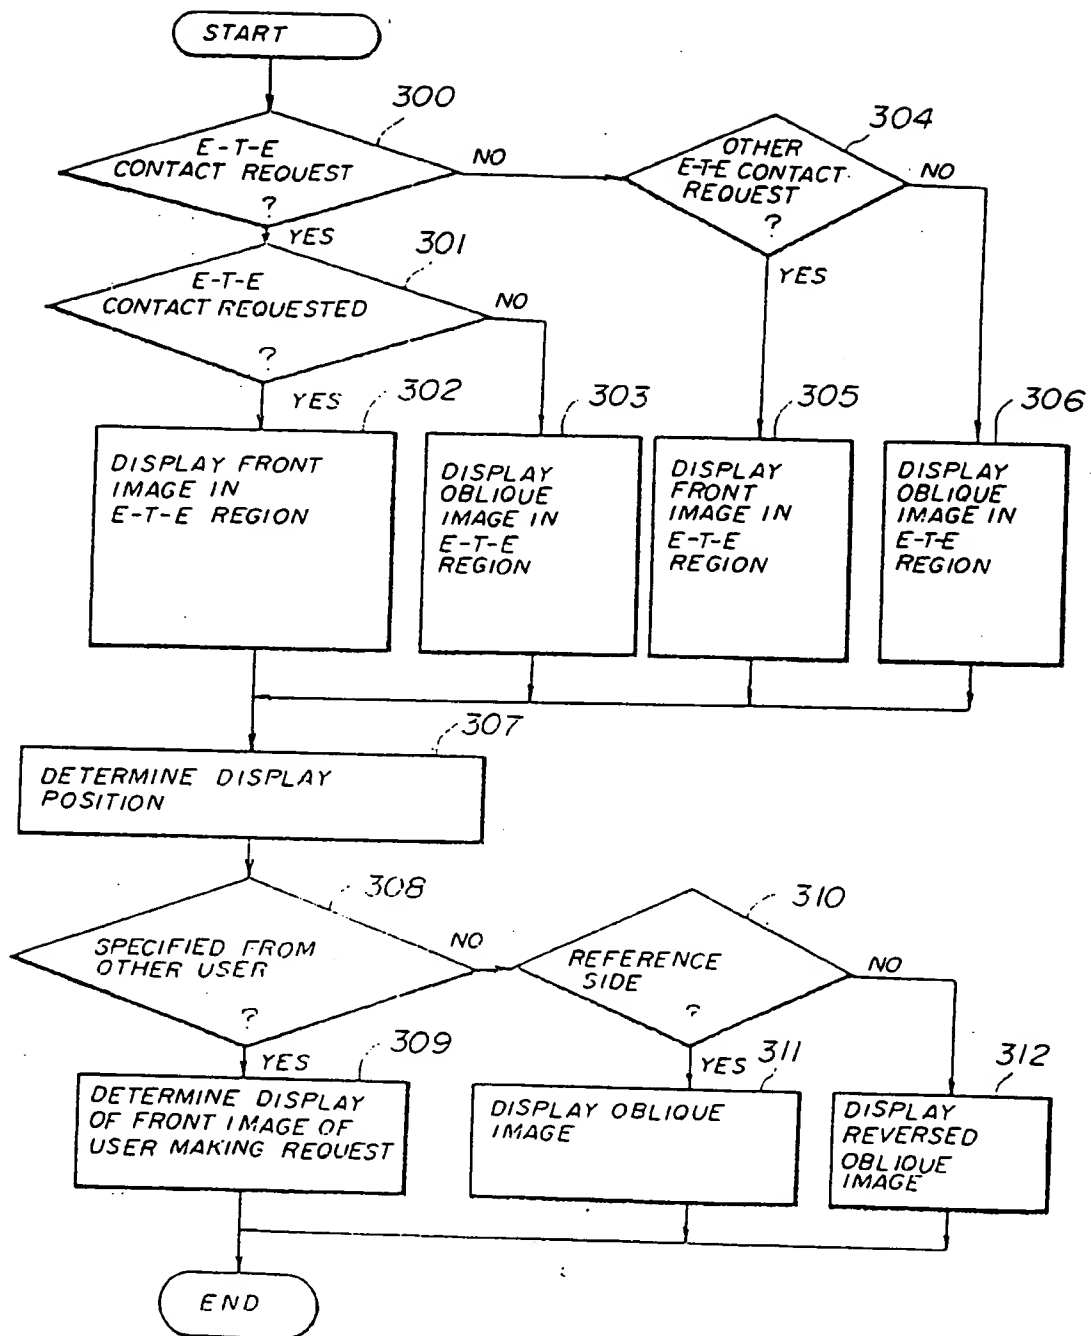 START
300
E-T-E
CONTACT REQUEST
?
NO
YES
304
OTHER
E-T-E CONTACT
REQUEST
?
NO
YES
301
E-T-E
CONTACT REQUESTED
?
NO
YES
302
DISPLAY FRONT
IMAGE IN
E-T-E REGION
303
DISPLAY
OBLIQUE
IMAGE IN
E-T-E
REGION
305
DISPLAY
FRONT
IMAGE IN
E-T-E
REGION
306
DISPLAY
OBLIQUE
IMAGE IN
E-T-E
REGION
307
DETERMINE DISPLAY
POSITION
308
SPECIFIED FROM
OTHER USER
?
NO
YES
310
REFERENCE
SIDE
?
NO
YES
309
DETERMINE DISPLAY
OF FRONT IMAGE OF
USER MAKING REQUEST
311
DISPLAY OBLIQUE
IMAGE
312
DISPLAY
REVERSED
OBLIQUE
IMAGE
END